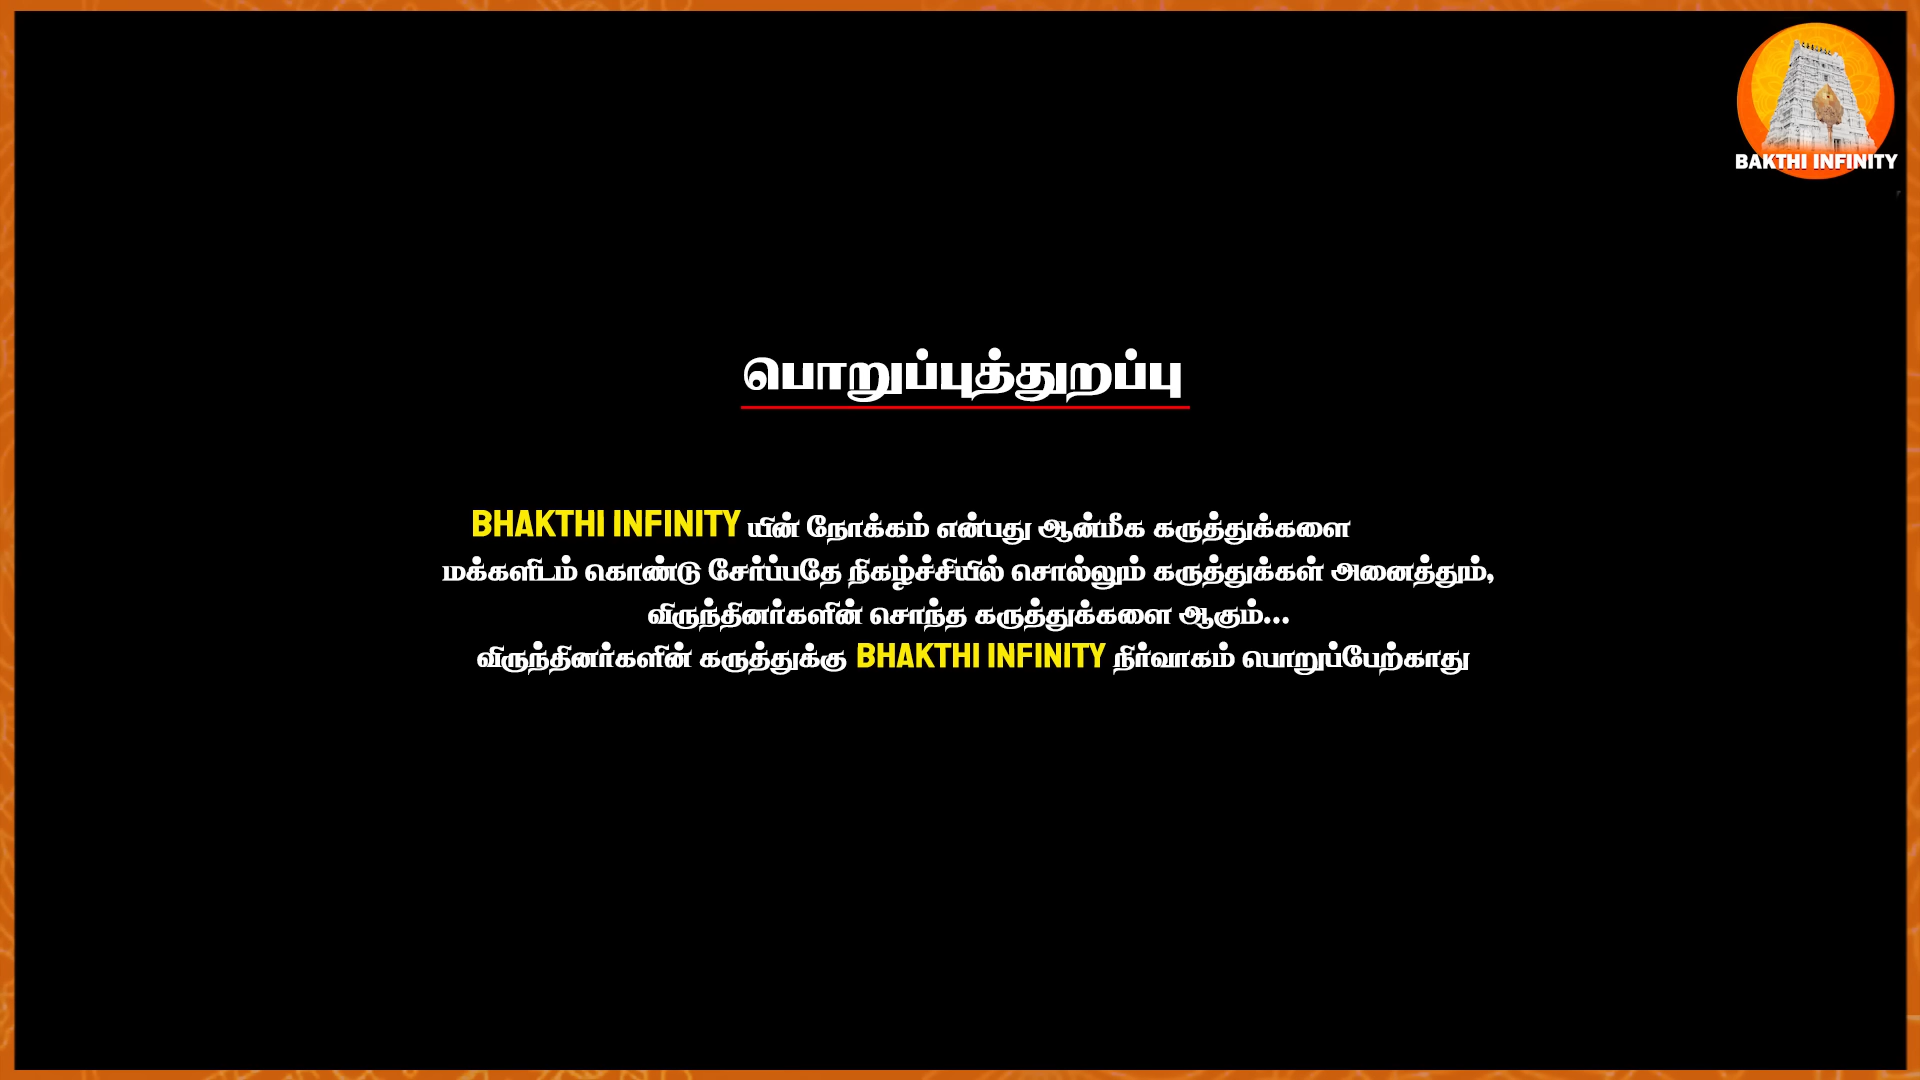 BAKTHI INFINITY
பொறுப்புத்துறப்பு
BHAKTHI INFINITY யின் நோக்கம் என்பது ஆன்மீக கருத்துக்களை
மக்களிடம் கொண்டு சேர்ப்பதே நிகழ்ச்சியில் சொல்லும் கருத்துக்கள் அனைத்தும்,
விருந்தினர்களின் சொந்த கருத்துக்களை ஆகும்...
விருந்தினர்களின் கருத்துக்கு BHAKTHI INFINITY நிர்வாகம் பொறுப்பேற்காது